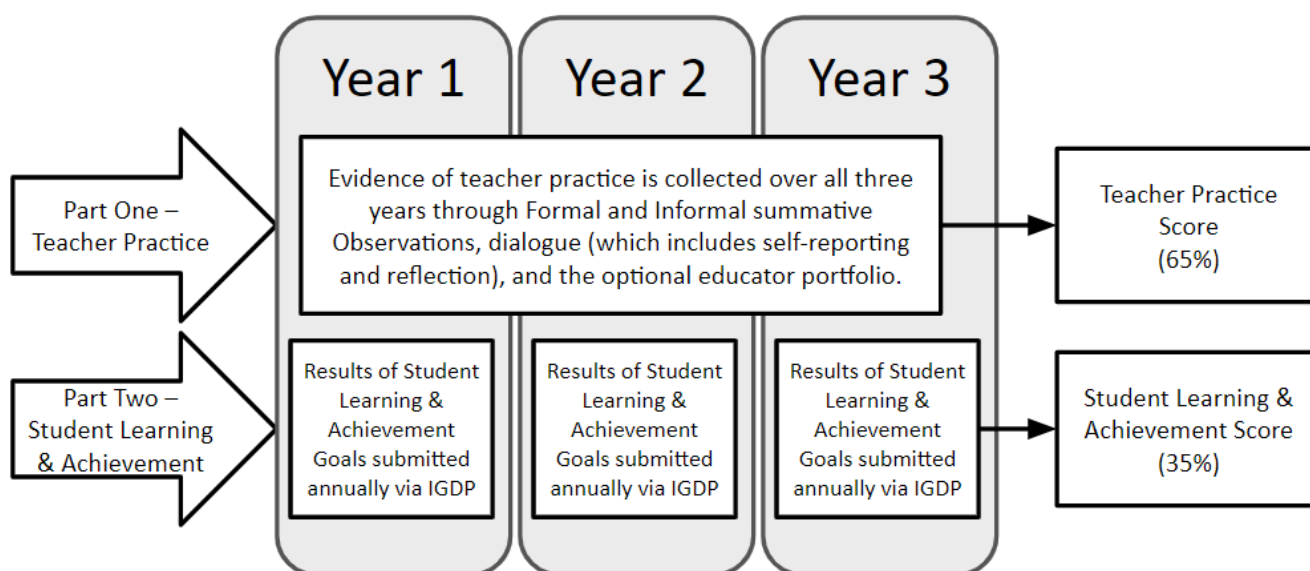 Year 1
Year 2
Year 3
Part One –
Teacher Practice
Evidence of teacher practice is collected over all three
years through Formal and Informal summative
Observations, dialogue (which includes self-reporting
and reflection), and the optional educator portfolio.
Teacher Practice
Score
(65%)
Part Two –
Student Learning
& Achievement
Results of Student
Learning &
Achievement
Goals submitted
annually via IGDP
Results of Student
Learning &
Achievement
Goals submitted
annually via IGDP
Results of Student
Learning &
Achievement
Goals submitted
annually via IGDP
Student Learning &
Achievement Score
(35%)